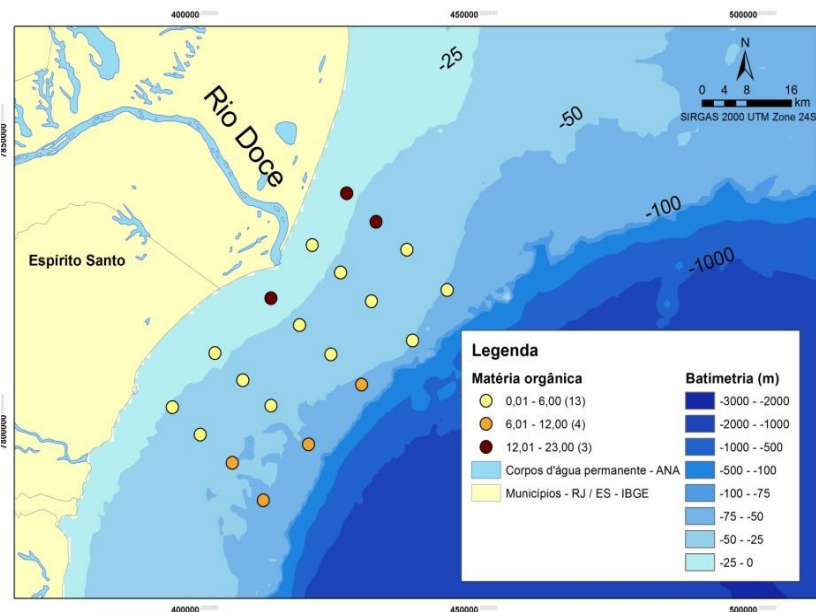 400000 450000 500000
-25
N
0 4 8 16
km
SIRGAS 2000 UTM Zone 24S
-50
Rio Doce
7850000
-100
Espírito Santo
-1000
Legenda
Matéria orgânica
0,01 - 6,00 (13)
6,01 - 12,00 (4)
12,01 - 23,00 (3)
Corpos d'água permanente - ANA
Municípios - RJ / ES - IBGE
Batimetria (m)
-3000 - -2000
-2000 - -1000
-1000 - -500
-500 - -100
-100 - -75
-75 - -50
-50 - -25
-25 - 0
7800000
400000 450000 500000